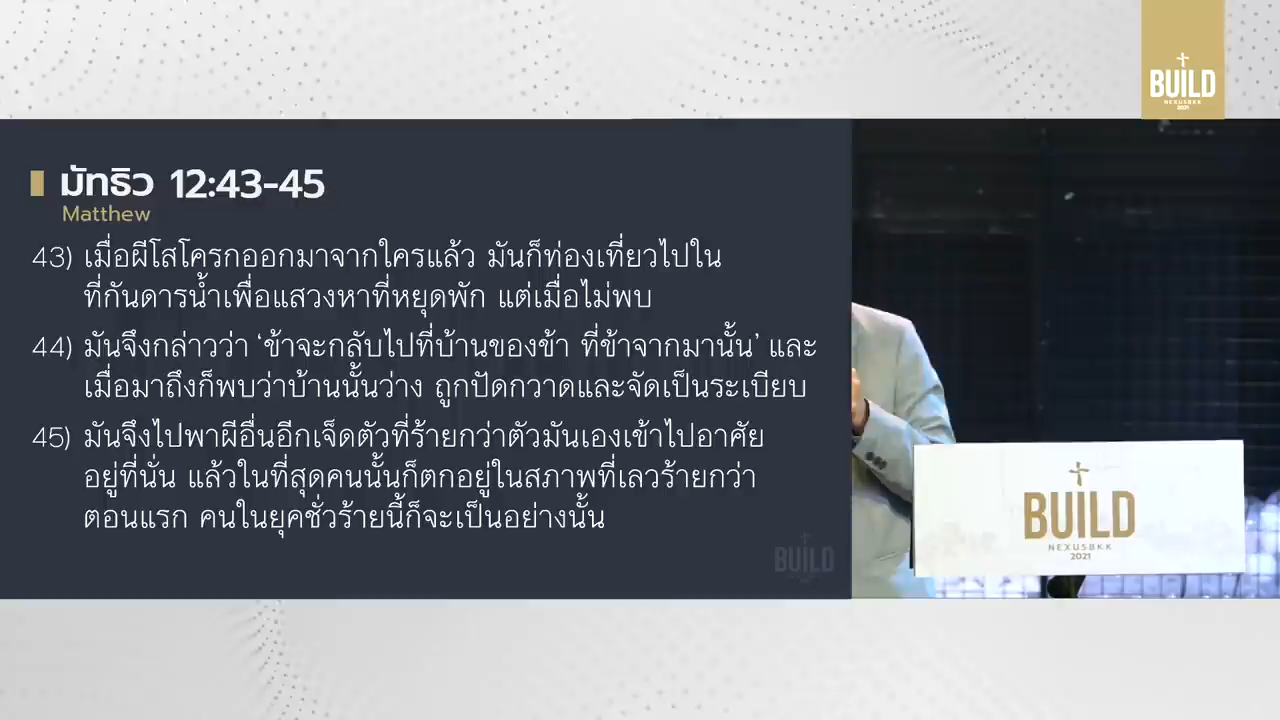 BUILD
NEXUSBKK
2021
มัทธิว 12:43-45
Matthew
43) เมื่อผีโสโครกออกมาจากใครแล้ว มันก็ท่องเที่ยวไปใน
ที่กันดารน้ำเพื่อแสวงหาที่หยุดพัก แต่เมื่อไม่พบ
44) มันจึงกล่าวว่า ‘ข้าจะกลับไปที่บ้านของข้า ที่ข้าจากมานั้น’ และ
เมื่อมาถึงก็พบว่าบ้านนั้นว่าง ถูกปัดกวาดและจัดเป็นระเบียบ
45) มันจึงไปพาผีอื่นอีกเจ็ดตัวที่ร้ายกว่าตัวมันเองเข้าไปอาศัย
อยู่ที่นั่น แล้วในที่สุดคนนั้นก็ตกอยู่ในสภาพที่เลวร้ายกว่า
ตอนแรก คนในยุคชั่วร้ายนี้ก็จะเป็นอย่างนั้น
BUILD
BUILD
NEXUSBKK
2021